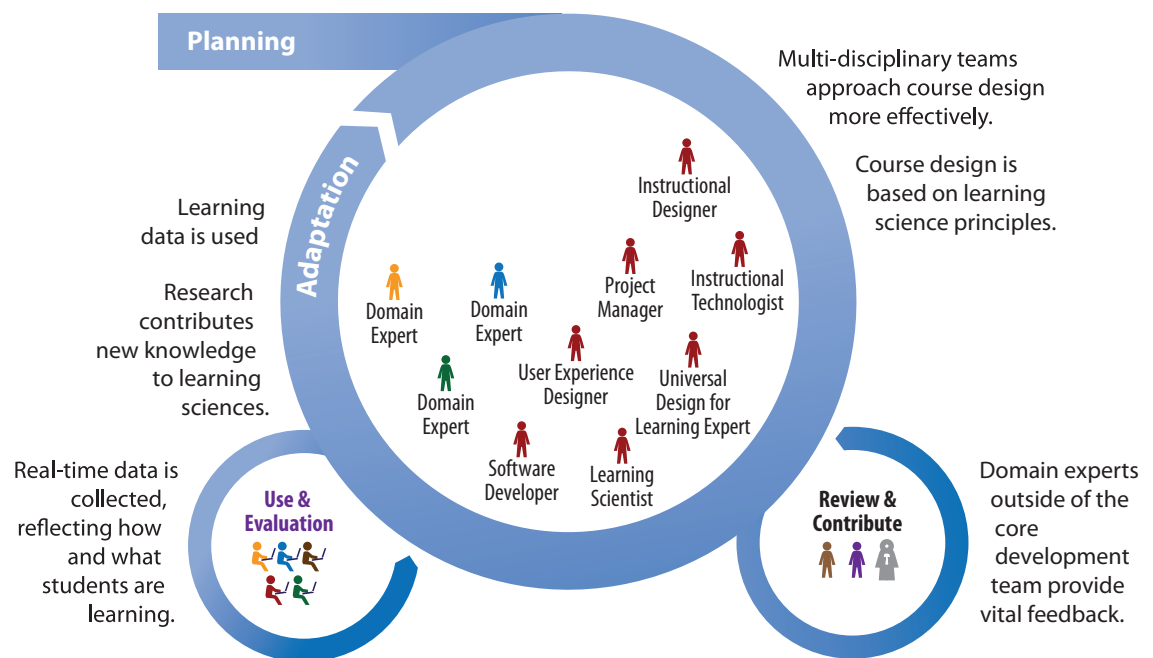 Planning
Multi-disciplinary teams
approach course design
more effectively.
Course design is
based on learning
science principles.
Adaptation
Learning
data is used
Research
contributes
new knowledge
to learning
sciences.
Instructional
Designer
Project
Manager
Instructional
Technologist
Domain
Expert
Domain
Expert
Domain
Expert
User Experience
Designer
Universal
Design for
Learning Expert
Software
Developer
Learning
Scientist
Real-time data is
collected,
reflecting how
and what
students are
learning.
Use &
Evaluation
Review &
Contribute
Domain experts
outside of the
core
development
team provide
vital feedback.